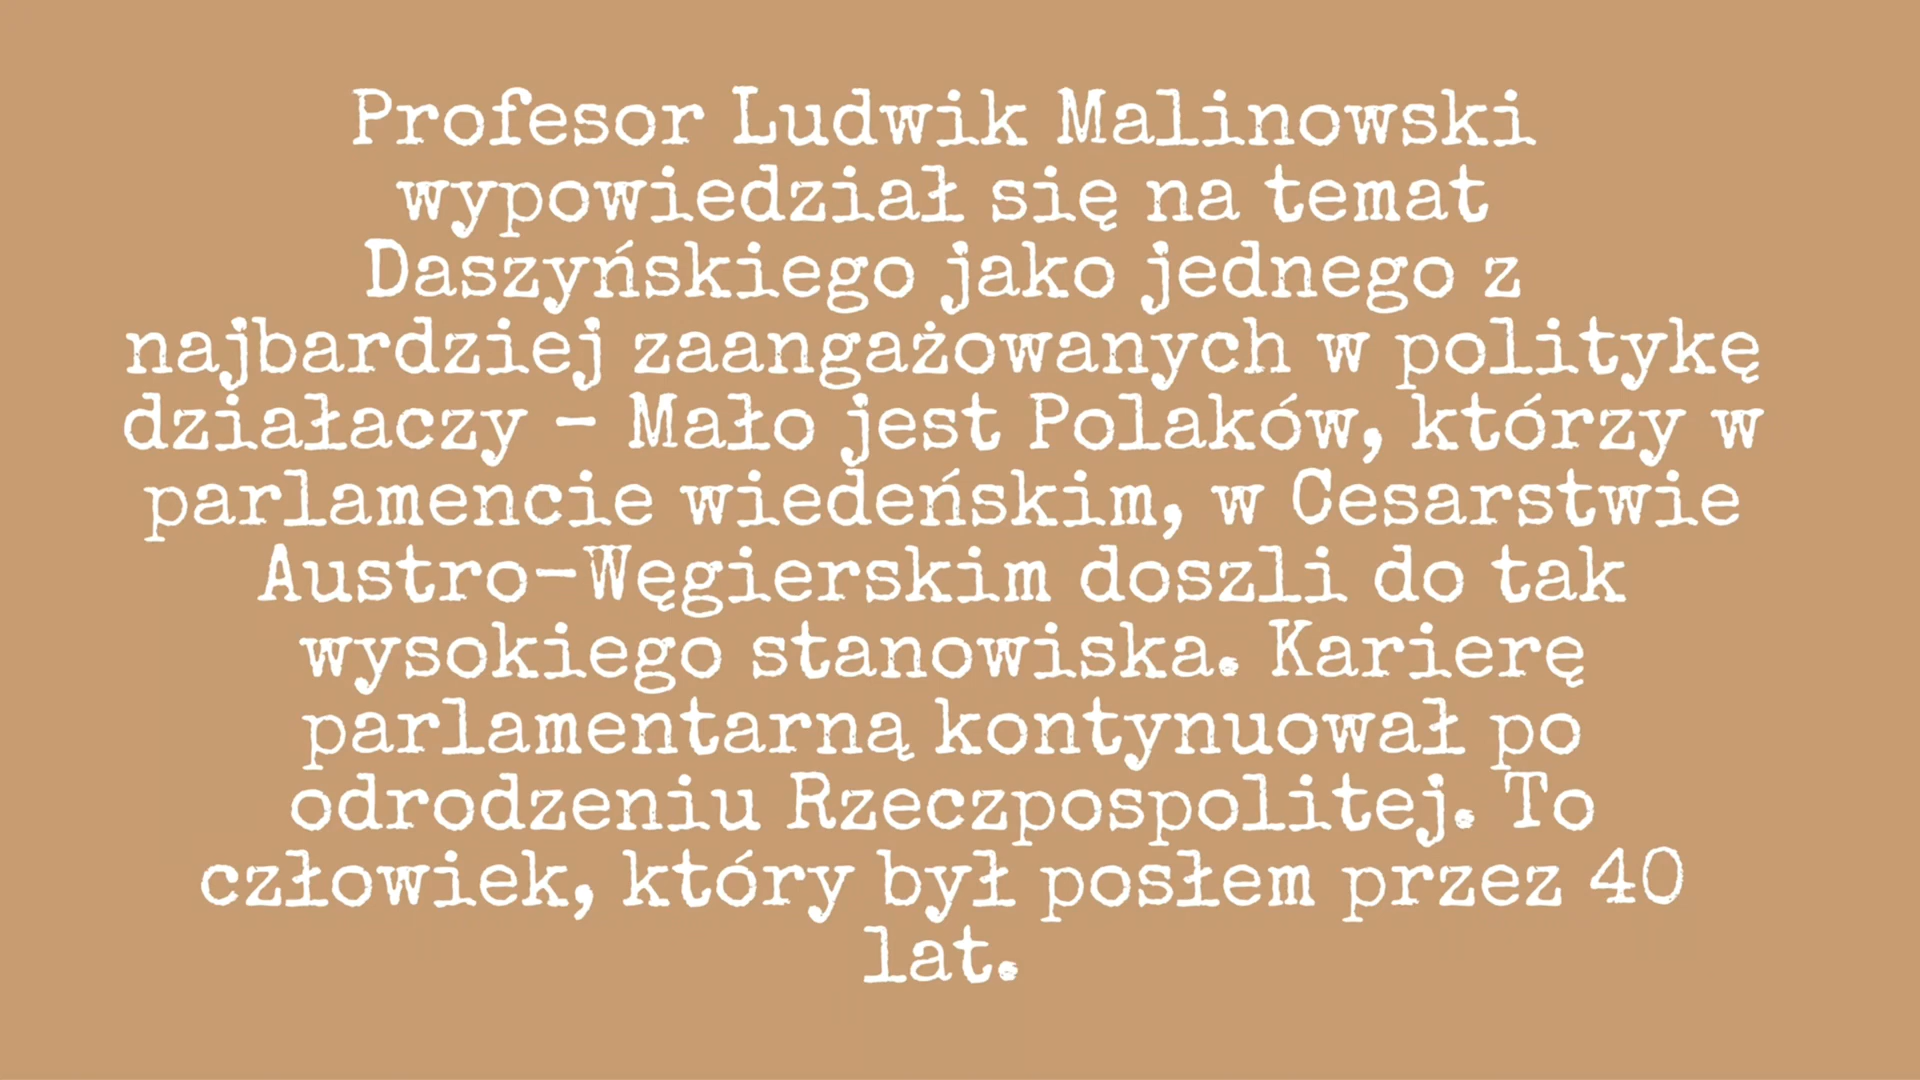 Profesor Ludwik Malinowski
wypowiedział się na temat
Daszyńskiego jako jednego z
najbardziej zaangażowanych w politykę
działaczy - Mało jest Polaków, którzy w
parlamencie wiedeńskim, w Cesarstwie
Austro-Węgierskim doszli do tak
wysokiego stanowiska. Karierę
parlamentarną kontynuował po
odrodzeniu Rzeczpospolitej. To
człowiek, który był posłem przez 40
lat.